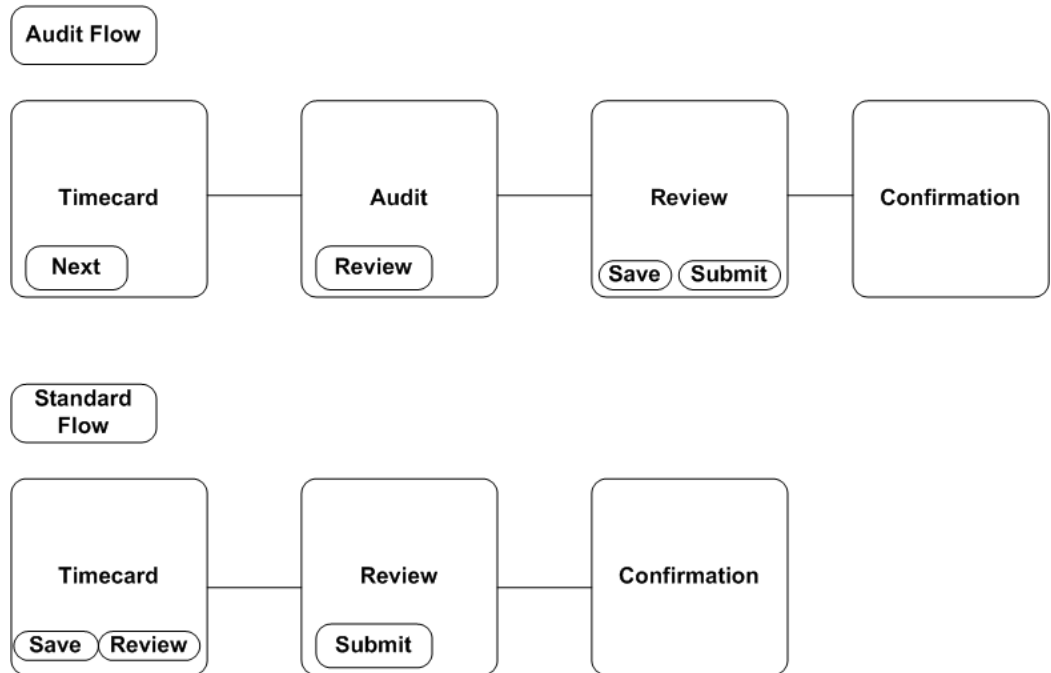 Audit Flow
Timecard
Audit
Review
Confirmation
Next
Review
Save
Submit
Standard
Flow
Timecard
Review
Confirmation
Save
Review
Submit